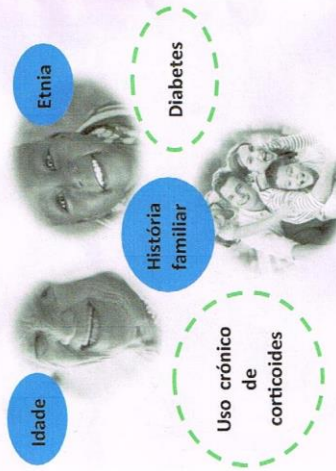 Idade
Etnia
História
familiar
Uso crónico
de
corticoides
Diabetes